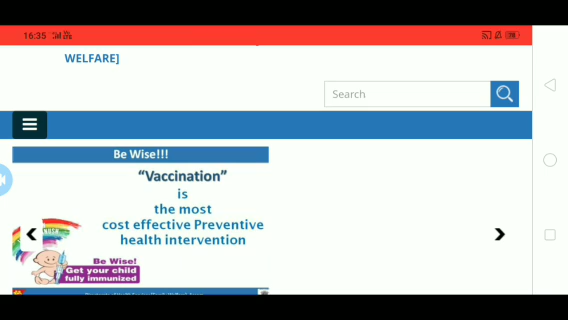 16:35
WELFARE]
Search
Be Wise!!!
“Vaccination”
is
the most
cost effective Preventive
health intervention
Be Wise!
Get your child
fully immunized